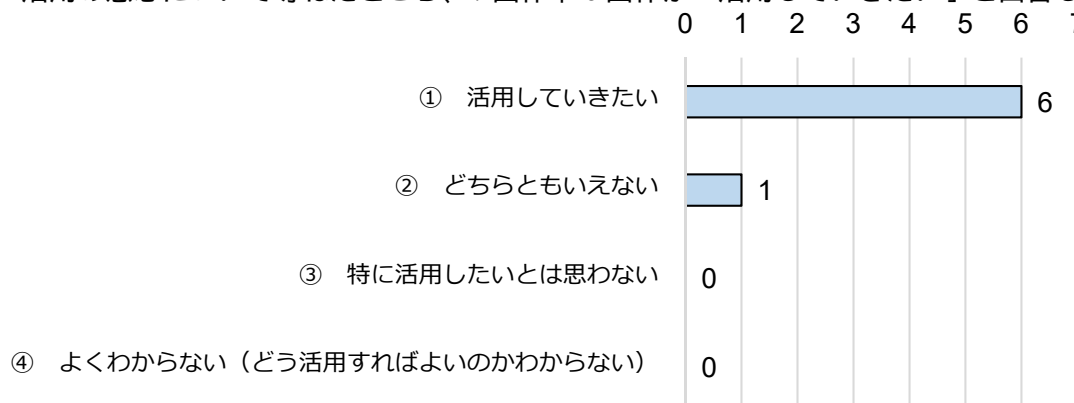 0 1 2 3 4 5 6
① 活用していきたい 6
② どちらともいえない 1
③ 特に活用したいとは思わない 0
④ よくわからない（どう活用すればよいのかわからない） 0